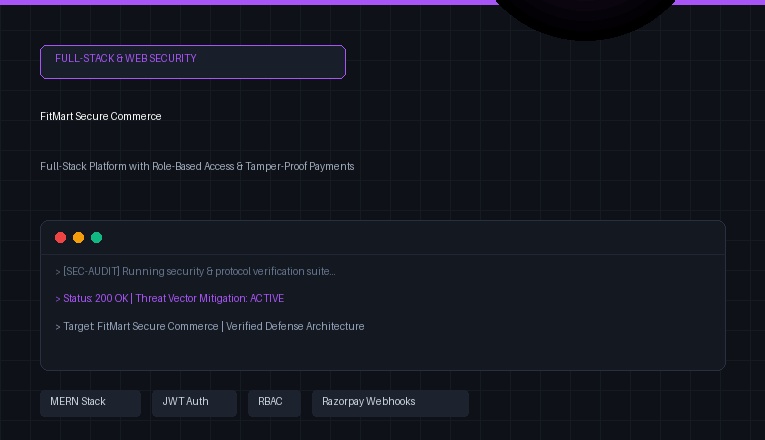 FULL-STACK & WEB SECURITY
FitMart Secure Commerce
Full-Stack Platform with Role-Based Access & Tamper-Proof Payments
> [SEC-AUDIT] Running security & protocol verification suite...
> Status: 200 OK | Threat Vector Mitigation: ACTIVE
> Target: FitMart Secure Commerce | Verified Defense Architecture
MERN Stack
JWT Auth
RBAC
Razorpay Webhooks